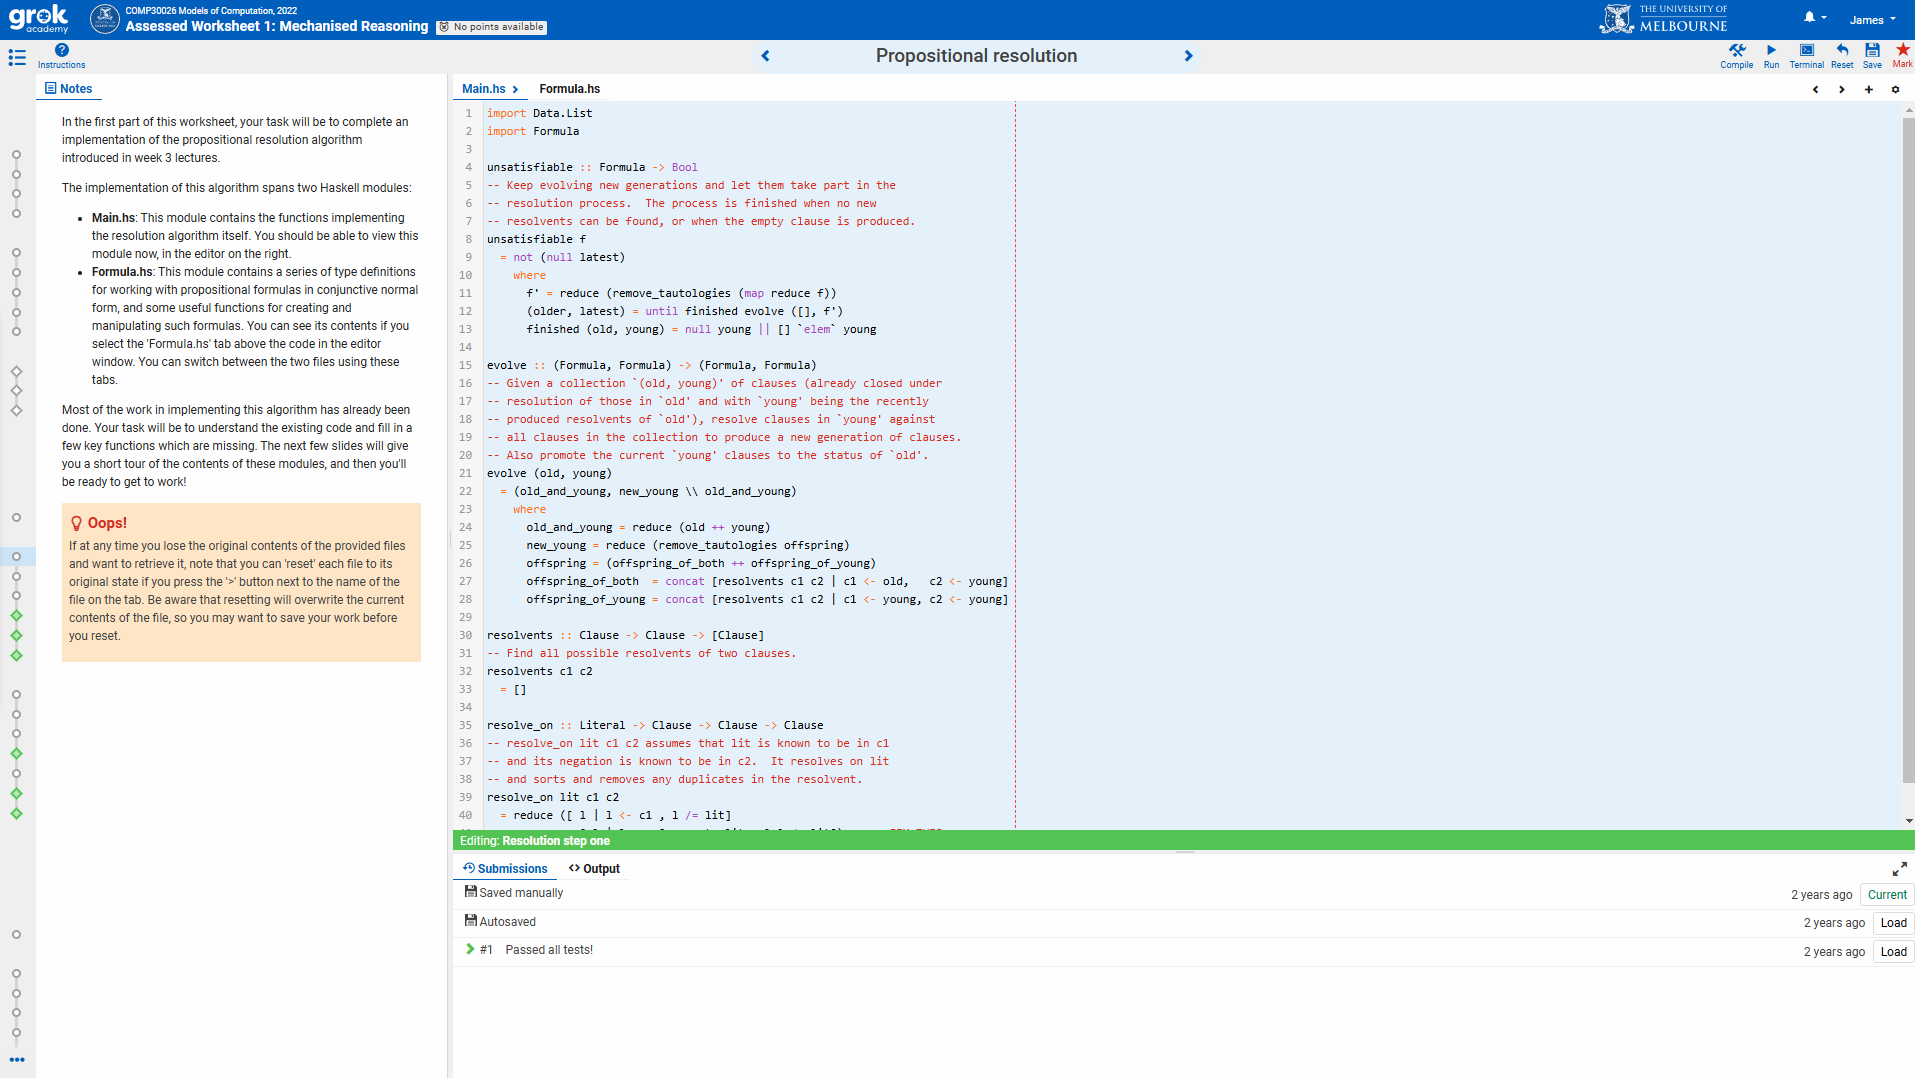 grok
academy
COMP30026 Models of Computation, 2022
Assessed Worksheet 1: Mechanised Reasoning
No points available
THE UNIVERSITY OF
MELBOURNE
James
Instructions
Propositional resolution
Compile
Run
Terminal
Reset
Save
Mark
Notes
In the first part of this worksheet, your task will be to complete an
implementation of the propositional resolution algorithm
introduced in week 3 lectures.
The implementation of this algorithm spans two Haskell modules:
• Main.hs: This module contains the functions implementing
the resolution algorithm itself. You should be able to view this
module now, in the editor on the right.
• Formula.hs: This module contains a series of type definitions
for working with propositional formulas in conjunctive normal
form, and some useful functions for creating and
manipulating such formulas. You can see its contents if you
select the 'Formula.hs' tab above the code in the editor
window. You can switch between the two files using these
tabs.
Most of the work in implementing this algorithm has already been
done. Your task will be to understand the existing code and fill in a
few key functions which are missing. The next few slides will give
you a short tour of the contents of these modules, and then you'll
be ready to get to work!
Oops!
If at any time you lose the original contents of the provided files
and want to retrieve it, note that you can 'reset' each file to its
original state if you press the '>' button next to the name of the
file on the tab. Be aware that resetting will overwrite the current
contents of the file, so you may want to save your work before
you reset.
Main.hs Formula.hs
1 import Data.List
2 import Formula
3
4 unsatisfiable :: Formula -> Bool
5 -- Keep evolving new generations and let them take part in the
6 -- resolution process.  The process is finished when no new
7 -- resolvents can be found, or when the empty clause is produced.
8 unsatisfiable f
9   = not (null latest)
10     where
11       f' = reduce (remove_tautologies (map reduce f))
12       (older, latest) = until finished evolve ([], f')
13       finished (old, young) = null young || [] `elem` young
14
15 evolve :: (Formula, Formula) -> (Formula, Formula)
16 -- Given a collection `(old, young)' of clauses (already closed under
17 -- resolution of those in `old' and with `young' being the recently
18 -- produced resolvents of `old'), resolve clauses in `young' against
19 -- all clauses in the collection to produce a new generation of clauses.
20 -- Also promote the current `young' clauses to the status of `old'.
21 evolve (old, young)
22   = (old_and_young, new_young \\ old_and_young)
23     where
24       old_and_young = reduce (old ++ young)
25       new_young = reduce (remove_tautologies offspring)
26       offspring = (offspring_of_both ++ offspring_of_young)
27       offspring_of_both  = concat [resolvents c1 c2 | c1 <- old,   c2 <- young]
28       offspring_of_young = concat [resolvents c1 c2 | c1 <- young, c2 <- young]
29
30 resolvents :: Clause -> Clause -> [Clause]
31 -- Find all possible resolvents of two clauses.
32 resolvents c1 c2
33   = []
34
35 resolve_on :: Literal -> Clause -> Clause -> Clause
36 -- resolve_on lit c1 c2 assumes that lit is known to be in c1
37 -- and its negation is known to be in c2.  It resolves on lit
38 -- and sorts and removes any duplicates in the resolvent.
39 resolve_on lit c1 c2
40   = reduce ([ l | l <- c1 , l /= lit]
Editing: Resolution step one
Submissions Output
Saved manually 2 years ago Current
Autosaved 2 years ago Load
#1 Passed all tests! 2 years ago Load